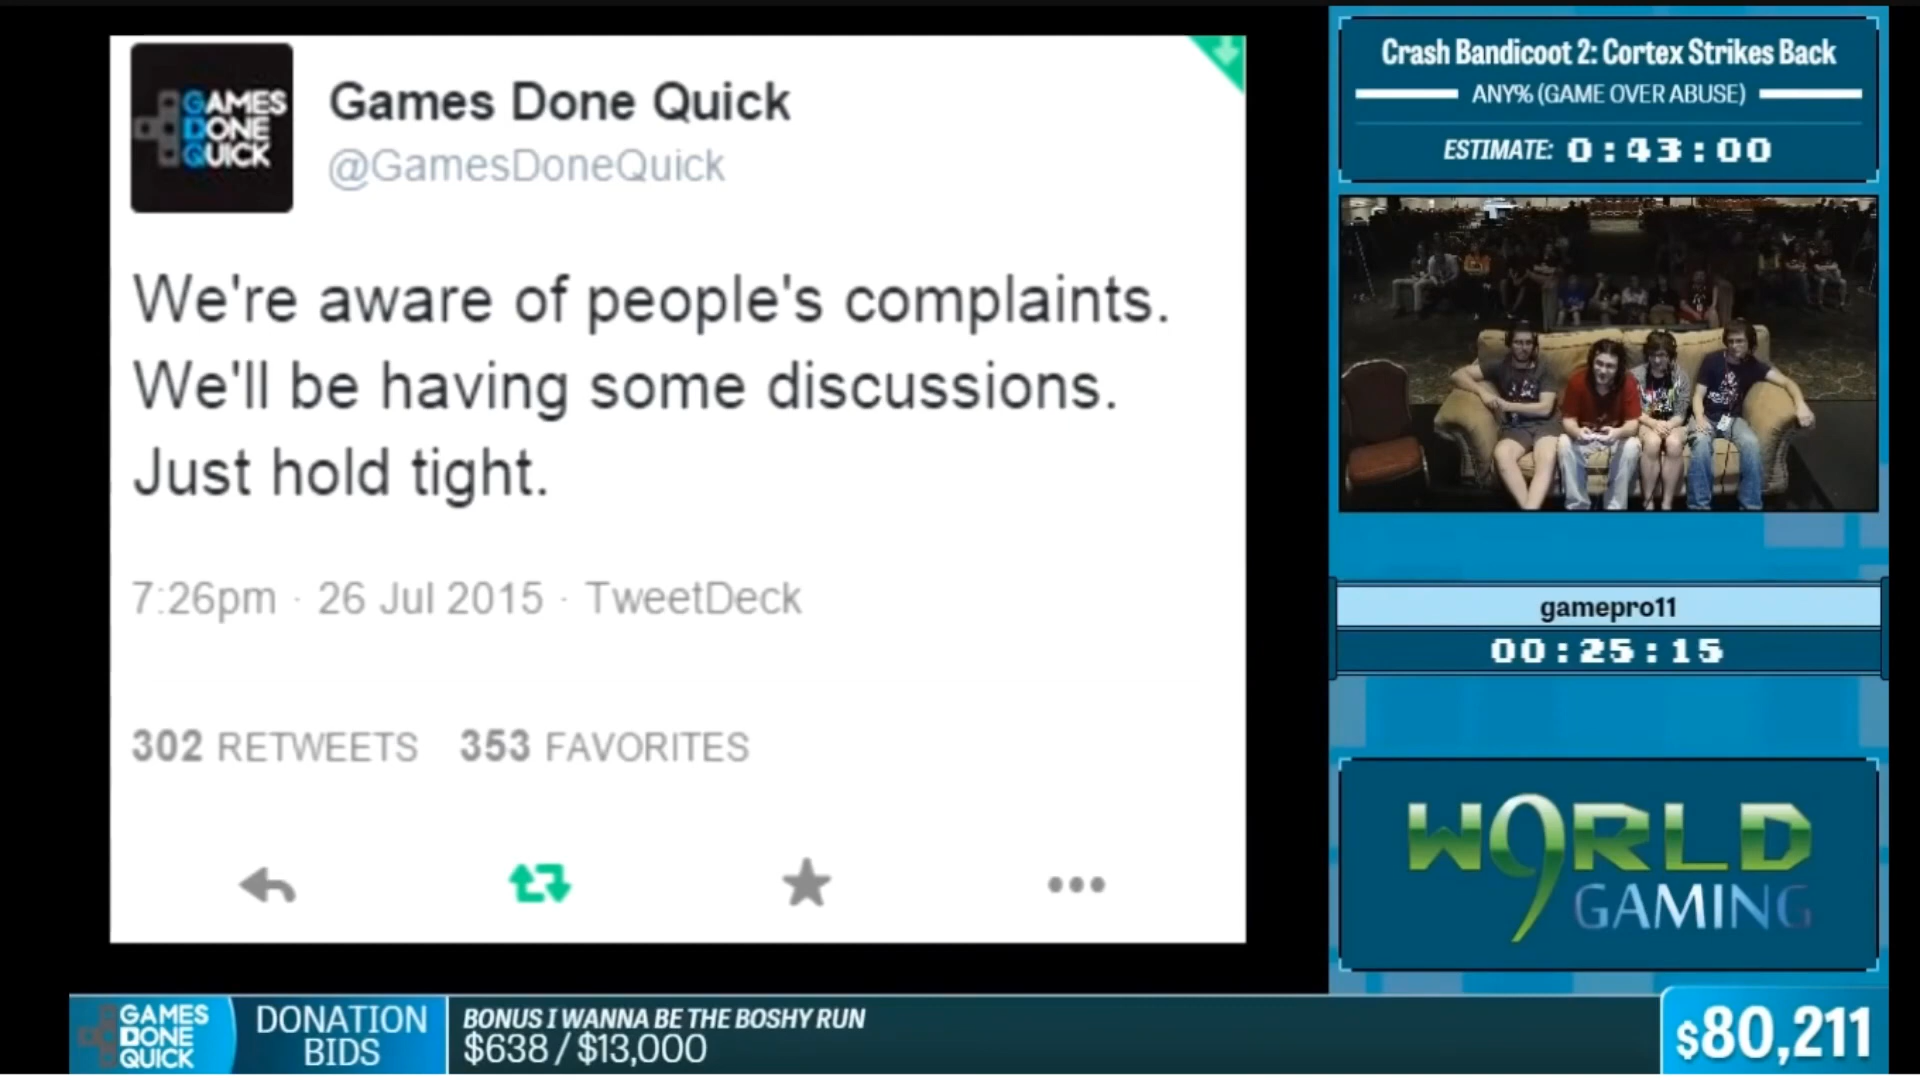 GAMES
DONE
QUICK
Games Done Quick
@GamesDoneQuick
We're aware of people's complaints.
We'll be having some discussions.
Just hold tight.
7:26pm · 26 Jul 2015 · TweetDeck
302 RETWEETS 353 FAVORITES
Crash Bandicoot 2: Cortex Strikes Back
ANY% (GAME OVER ABUSE)
ESTIMATE: 0:43:00
gamepro11
00:25:15
W9RLD
GAMING
GAMES
DONE
QUICK
DONATION
BIDS
BONUS I WANNA BE THE BOSHY RUN
$638 / $13,000
$80,211